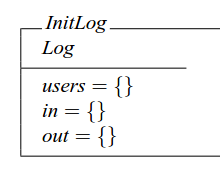 InitLog
Log
users = {}
in = {}
out = {}